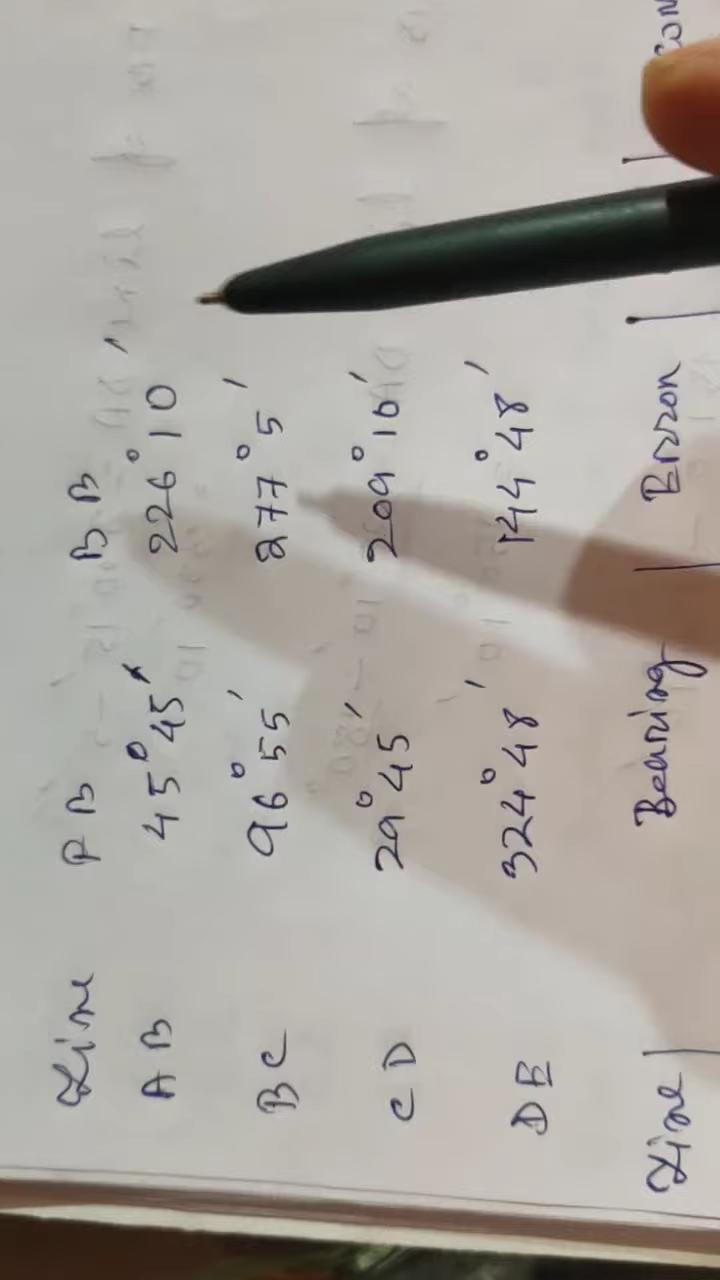 Line FB BB
AB 45°45' 226°10'
BC 96°55' 277°5'
CD 29°45' 209°10'
DE 324°48' 144°48'
Line | Bearing | Error | | Con